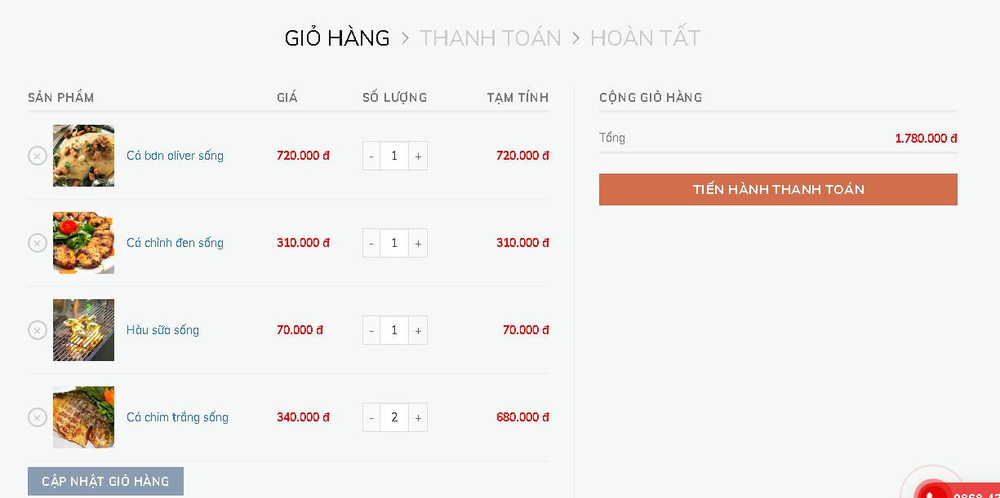 GIỎ HÀNG > THANH TOÁN > HOÀN TẤT
SẢN PHẨM GIÁ SỐ LƯỢNG TẠM TÍNH
× Cá bơn oliver sống 720.000 đ - 1 + 720.000 đ
× Cá chình đen sống 310.000 đ - 1 + 310.000 đ
× Hàu sữa sống 70.000 đ - 1 + 70.000 đ
× Cá chim trắng sống 340.000 đ - 2 + 680.000 đ
CẬP NHẬT GIỎ HÀNG
CỘNG GIỎ HÀNG
Tổng 1.780.000 đ
TIẾN HÀNH THANH TOÁN
0868